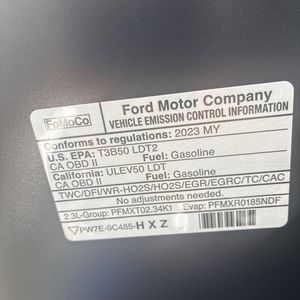 FoMoCo
Ford Motor Company
VEHICLE EMISSION CONTROL INFORMATION
Conforms to regulations: 2023 MY
U.S. EPA: T3B50 LDT2
CA OBD II Fuel: Gasoline
California: ULEV50 LDT
CA OBD II Fuel: Gasoline
TWC/DFI/WR-HO2S/HO2S/EGR/EGRC/TC/CAC
No adjustments needed.
2.3L-Group: PFMXT02.34K1 Evap: PFMXR0185NDF
PW7E-9C485-HXZ